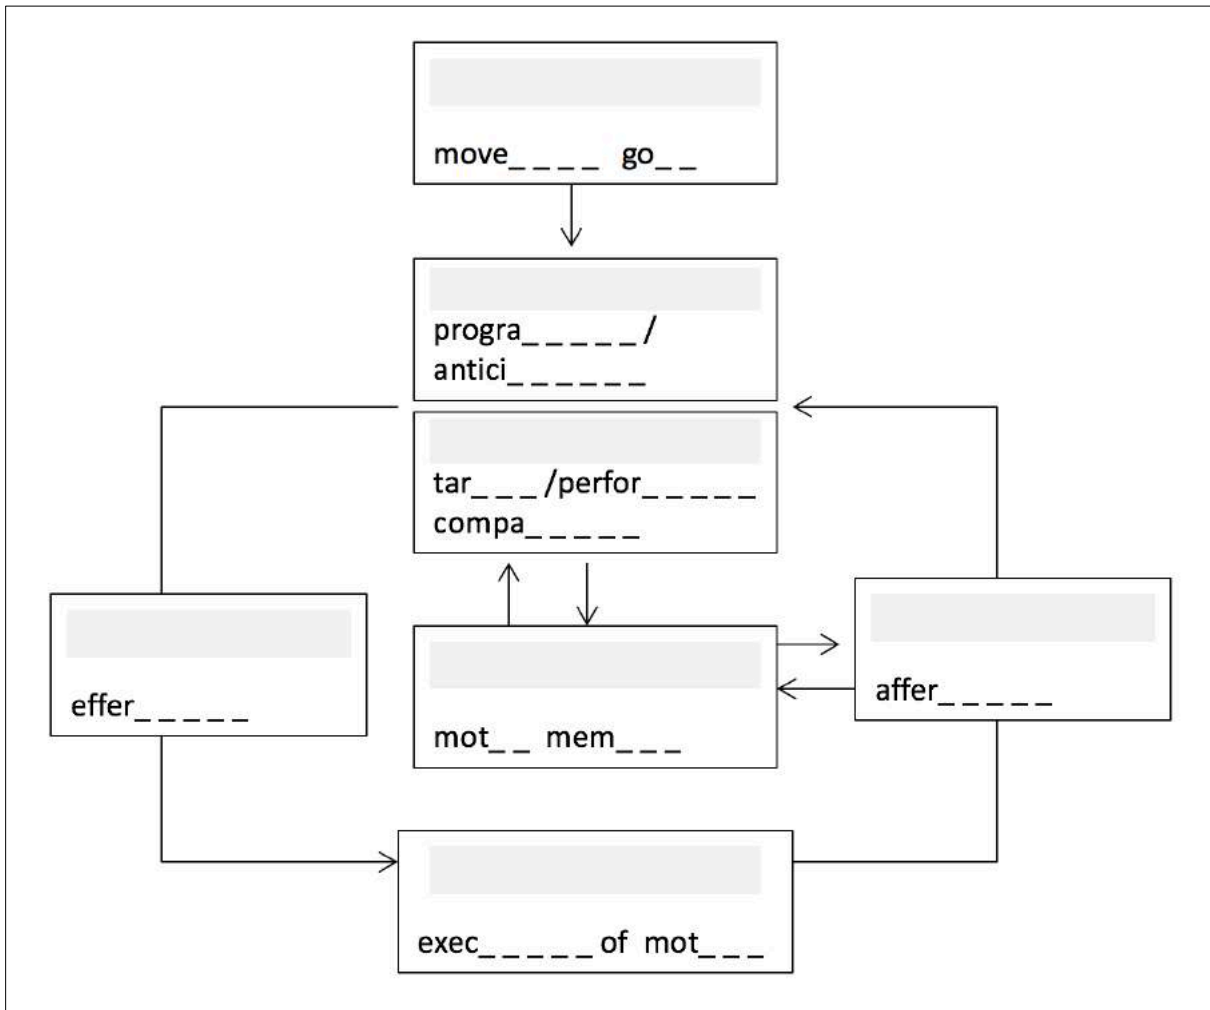 move_ _ _ _ go_ _
progra_ _ _ _ _ /
antici_ _ _ _ _ _
tar_ _ _ /perfor_ _ _ _ _
compa_ _ _ _ _
effer_ _ _ _ _
affer_ _ _ _ _
mot_ _ mem_ _ _
exec_ _ _ _ _ of mot_ _ _